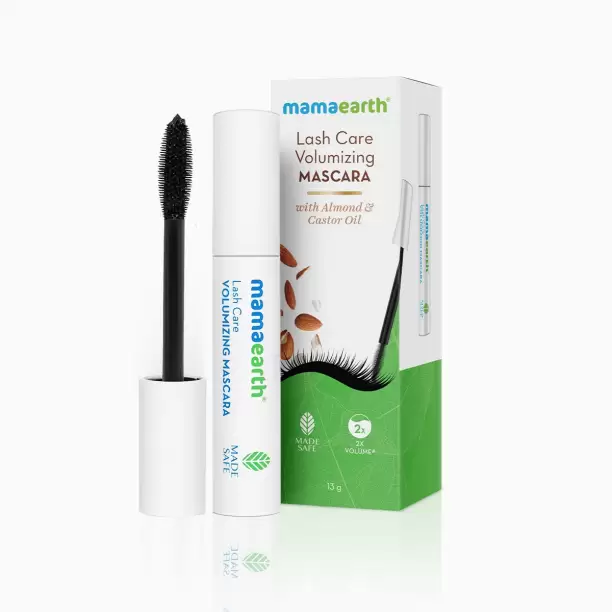 mamaearth®
Lash Care
Volumizing
MASCARA
with Almond &
Castor Oil
MADE
SAFE
2x
2X
VOLUME*
13 g
mamaearth®
Lash Care
VOLUMIZING MASCARA
MADE
SAFE
mamaearth